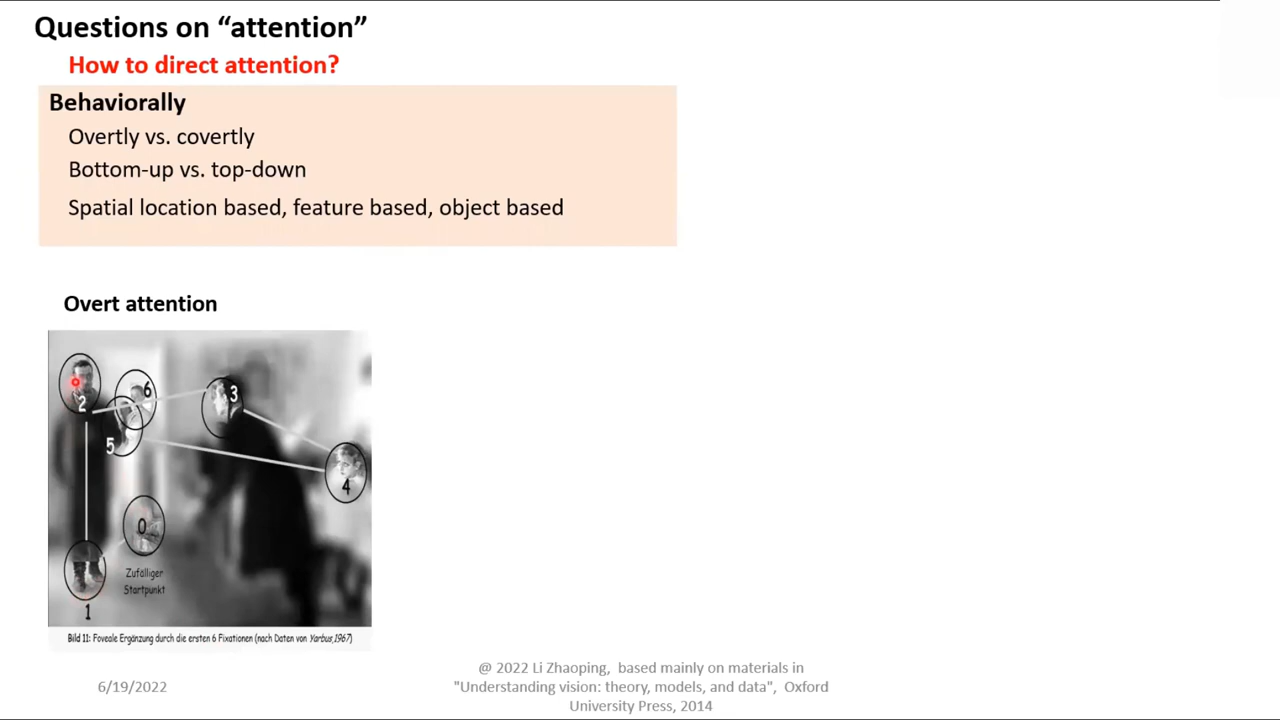 Questions on “attention”
How to direct attention?
Behaviorally
Overtly vs. covertly
Bottom-up vs. top-down
Spatial location based, feature based, object based
Overt attention
6
3
2
5
4
0
Zufälliger
Startpunkt
1
Bild 11: Foveale Ergänzung durch die ersten 6 Fixationen (nach Daten von Yarbus,1967)
@ 2022 Li Zhaoping, based mainly on materials in
6/19/2022
"Understanding vision: theory, models, and data", Oxford
University Press, 2014